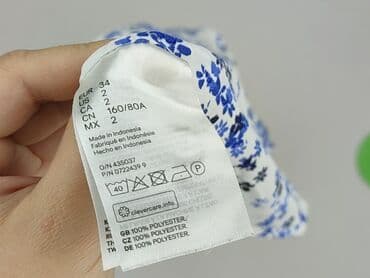 EUR 34
US 2
CA 2
CN 160/80A
MX 2
Made in Indonesia
Fabriqué en Indonésie
Hecho en Indonesia
O/N 435037
P/N 0722439 9
40 P
clevercare.info
GB 100% POLYESTER.
CZ 100% POLYESTER.
DE 100% POLYESTER.